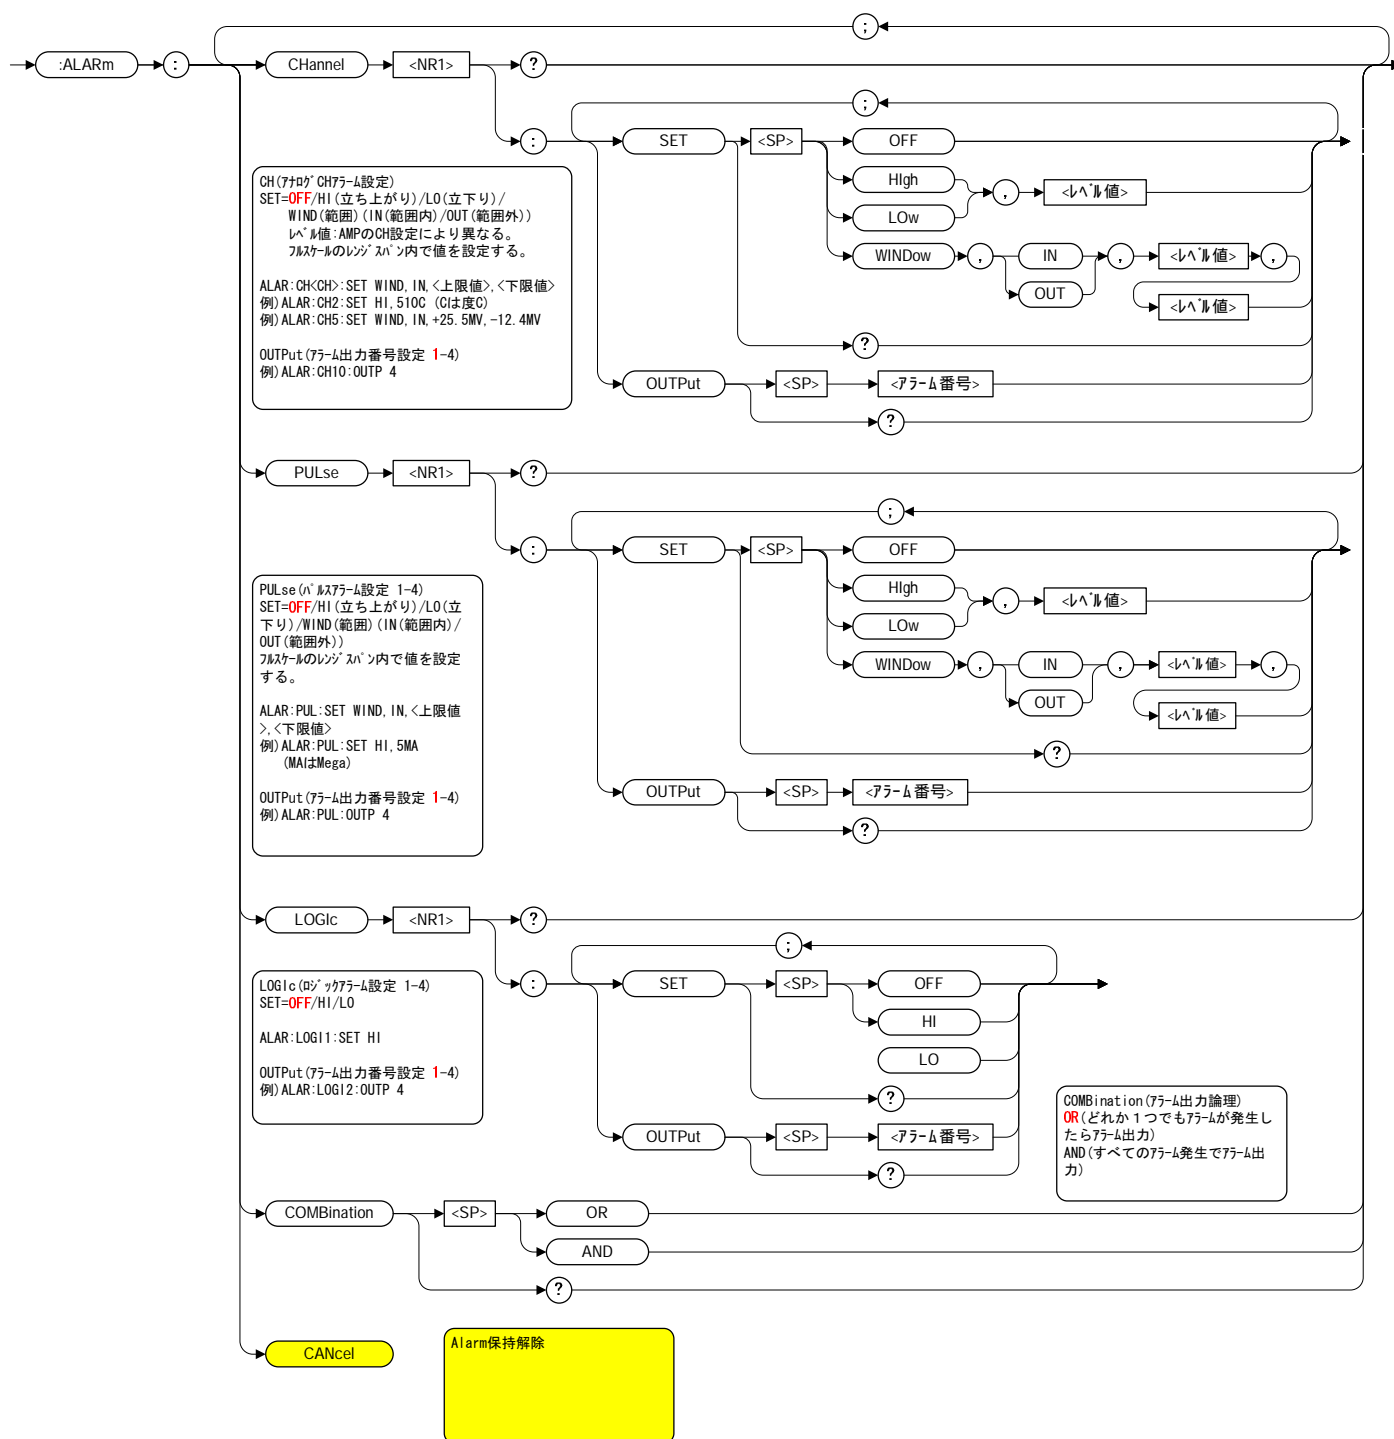 ;
:ALARm : CHannel <NR1> ?
;
: SET <SP> OFF
HIgh
LOw
, <ﾚﾍﾞﾙ値>
WINDow , IN , <ﾚﾍﾞﾙ値> ,
OUT <ﾚﾍﾞﾙ値>
?
OUTPut <SP> <ｱﾗｰﾑ番号>
?
CH(ｱﾅﾛｸﾞCHｱﾗｰﾑ設定)
SET=OFF/HI(立ち上がり)/LO(立下り)/
WIND(範囲)(IN(範囲内)/OUT(範囲外))
ﾚﾍﾞﾙ値:AMPのCH設定により異なる。
ﾌﾙｽｹｰﾙのﾚﾝｼﾞｽﾊﾟﾝ内で値を設定する。
ALAR:CH<CH>:SET WIND,IN,<上限値>,<下限値>
例)ALAR:CH2:SET HI,510C (Cは度C)
例)ALAR:CH5:SET WIND,IN,+25.5MV,-12.4MV
OUTPut(ｱﾗｰﾑ出力番号設定 1-4)
例)ALAR:CH10:OUTP 4
PULse <NR1> ?
;
: SET <SP> OFF
HIgh
LOw
, <ﾚﾍﾞﾙ値>
WINDow , IN , <ﾚﾍﾞﾙ値> ,
OUT <ﾚﾍﾞﾙ値>
?
OUTPut <SP> <ｱﾗｰﾑ番号>
?
PULse(ﾊﾟﾙｽｱﾗｰﾑ設定 1-4)
SET=OFF/HI(立ち上がり)/LO(立
下り)/WIND(範囲)(IN(範囲内)/
OUT(範囲外))
ﾌﾙｽｹｰﾙのﾚﾝｼﾞｽﾊﾟﾝ内で値を設定
する。
ALAR:PUL:SET WIND,IN,<上限値
>,<下限値>
例)ALAR:PUL:SET HI,5MA
(MAはMega)
OUTPut(ｱﾗｰﾑ出力番号設定 1-4)
例)ALAR:PUL:OUTP 4
LOGIc <NR1> ?
;
: SET <SP> OFF
HI
LO
?
OUTPut <SP> <ｱﾗｰﾑ番号>
?
LOGIc(ﾛｼﾞｯｸｱﾗｰﾑ設定 1-4)
SET=OFF/HI/LO
ALAR:LOGI1:SET HI
OUTPut(ｱﾗｰﾑ出力番号設定 1-4)
例)ALAR:LOGI2:OUTP 4
COMBination(ｱﾗｰﾑ出力論理)
OR(どれか１つでもｱﾗｰﾑが発生し
たらｱﾗｰﾑ出力)
AND(すべてのｱﾗｰﾑ発生でｱﾗｰﾑ出
力)
COMBination <SP> OR
AND
?
CANcel
Alarm保持解除